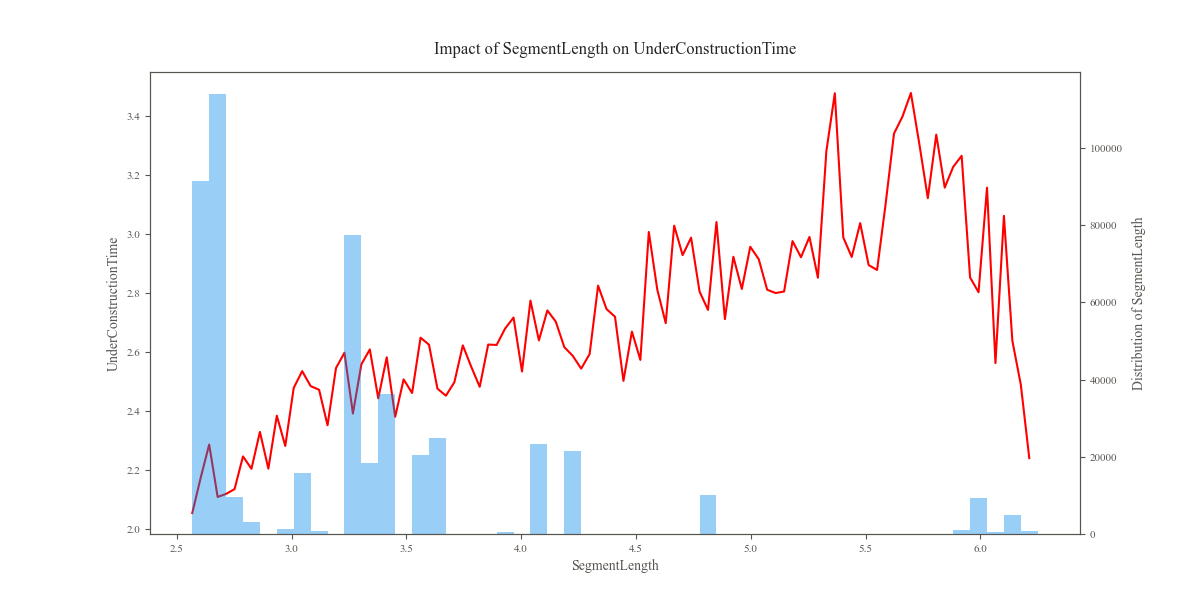 Impact of SegmentLength on UnderConstructionTime
UnderConstructionTime
3.4
3.2
3.0
2.8
2.6
2.4
2.2
2.0
100000
80000
60000
40000
20000
0
Distribution of SegmentLength
2.5 3.0 3.5 4.0 4.5 5.0 5.5 6.0
SegmentLength